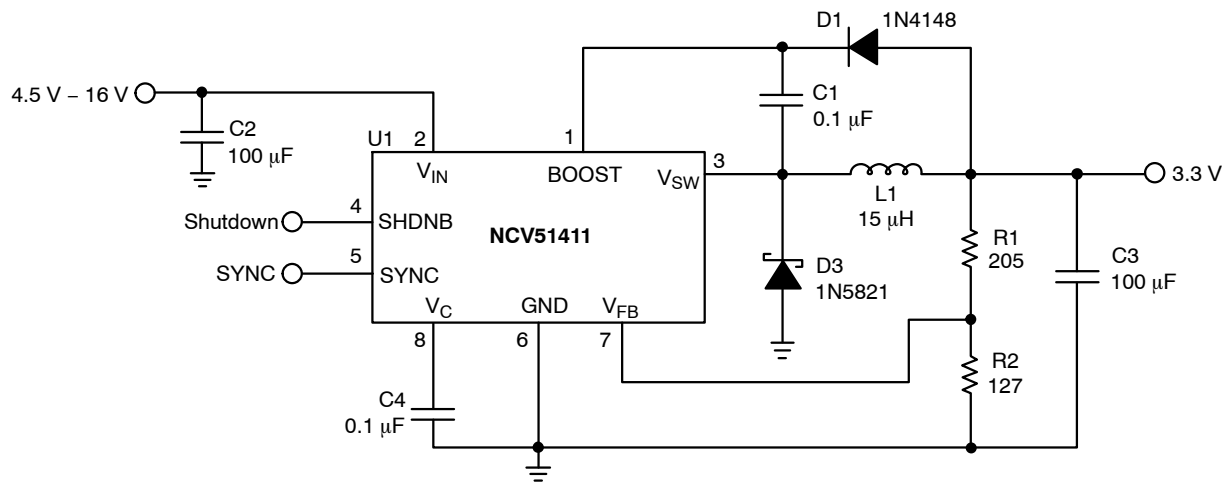 D1
1N4148
4.5 V – 16 V
C2
100 μF
C1
0.1 μF
U1
2
1
3
VIN
BOOST
VSW
3.3 V
L1
15 μH
Shutdown
4
SHDNB
NCV51411
R1
205
C3
100 μF
SYNC
5
SYNC
D3
1N5821
VC
GND
VFB
8
6
7
R2
127
C4
0.1 μF